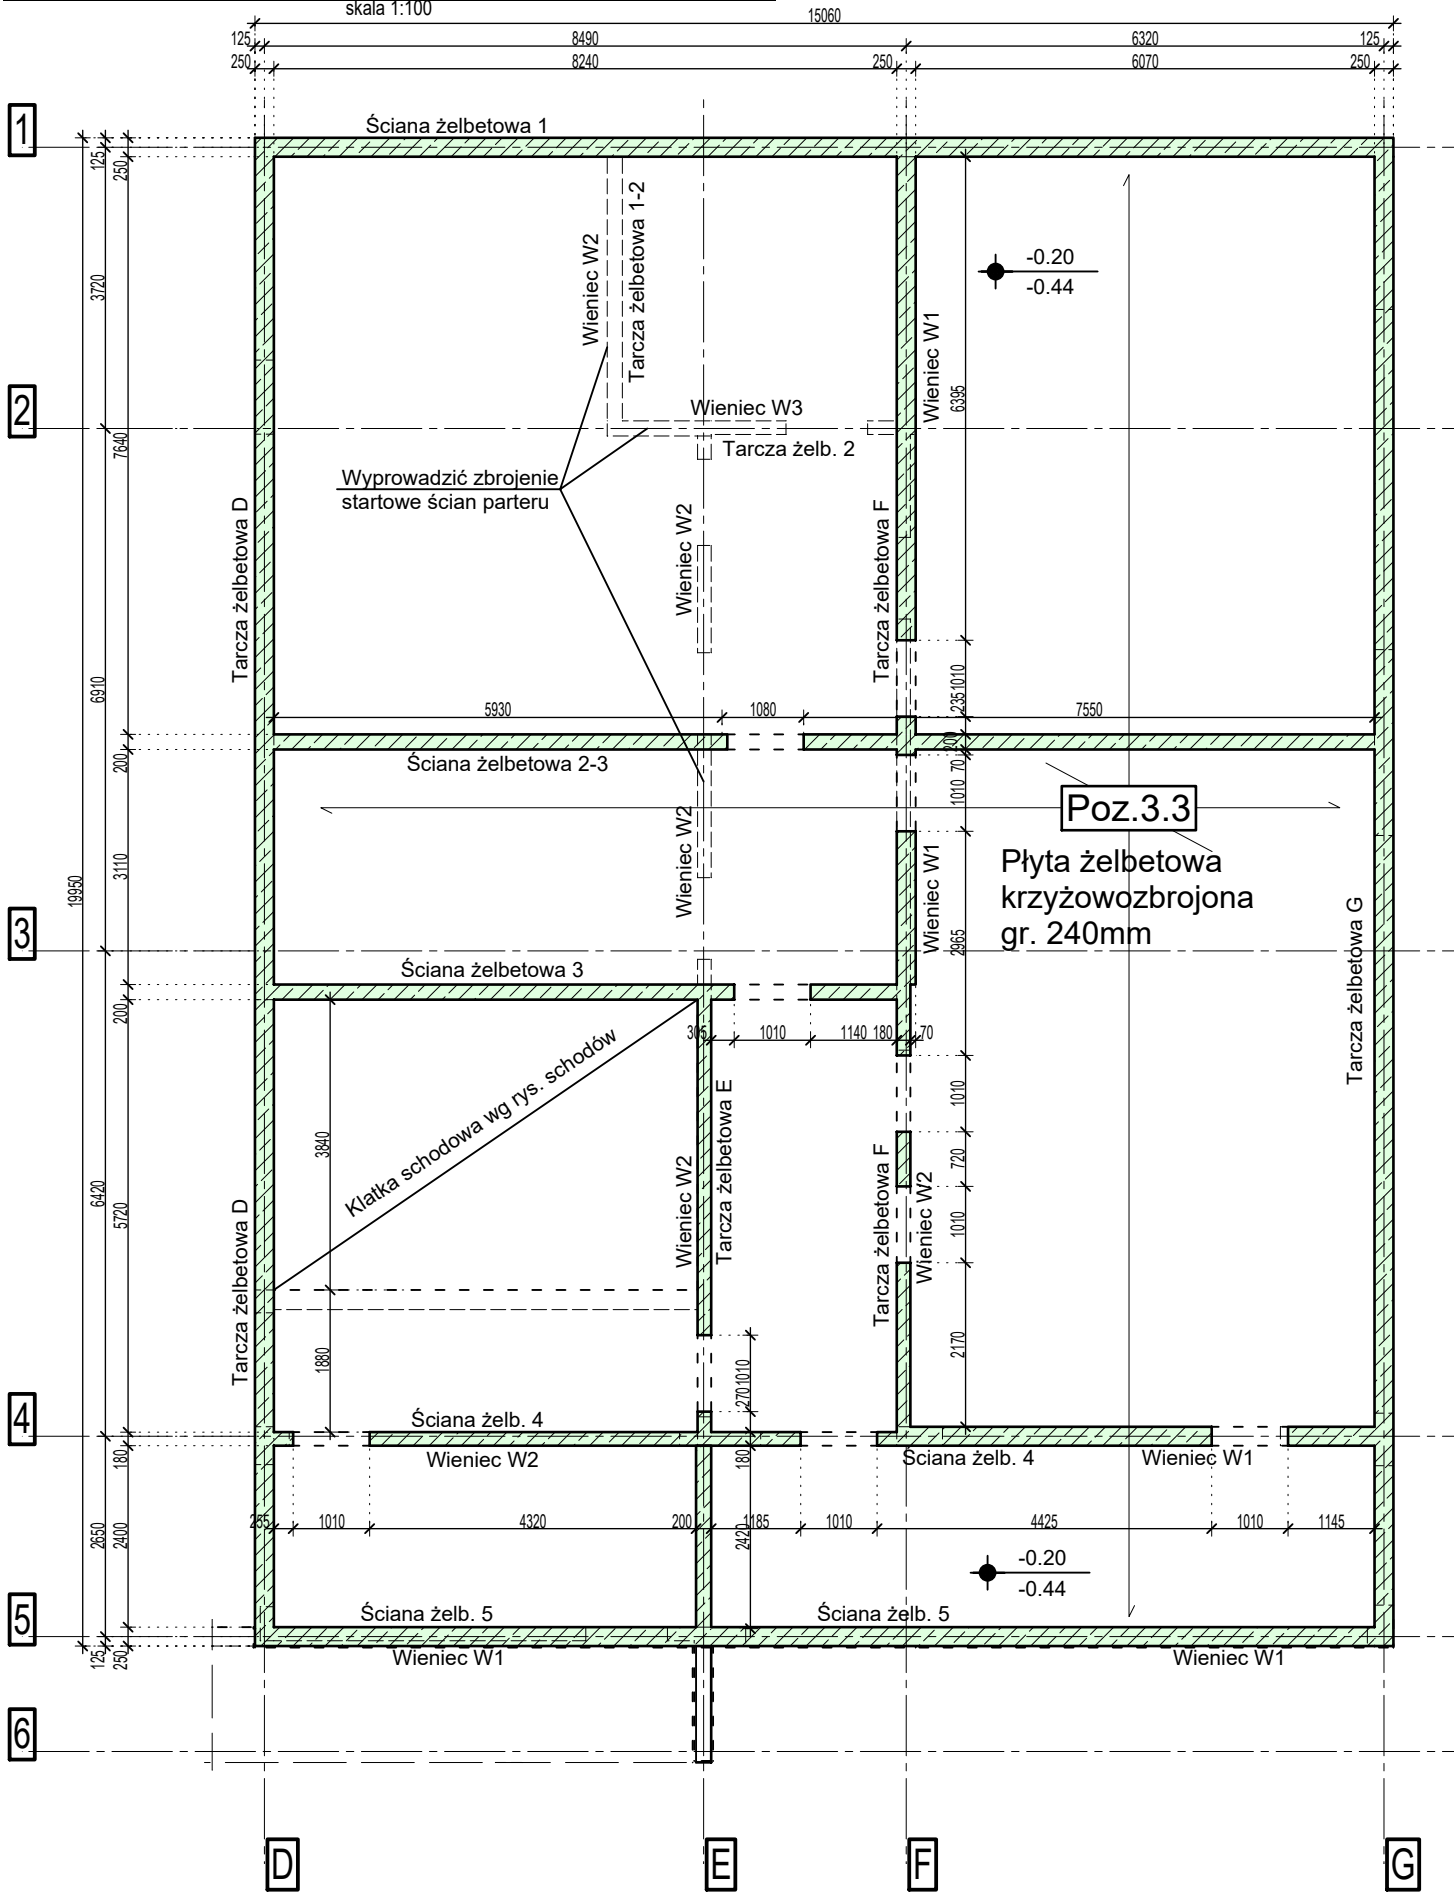 skala 1:100
15060
125
8490
6320
125
250
8240
250
6070
250
1
Ściana żelbetowa 1
125
250
Wieniec W2
Tarcza żelbetowa 1-2
-0.20
-0.44
3720
Wieniec W1
6395
2
Wieniec W3
Tarcza żelb. 2
7640
Wyprowadzić zbrojenie
startowe ścian parteru
Tarcza żelbetowa D
Wieniec W2
Tarcza żelbetowa F
6910
1010
235
5930
1080
7550
200
200
Ściana żelbetowa 2-3
70
1010
Poz.3.3
Płyta żelbetowa
krzyżowozbrojona
gr. 240mm
Wieniec W2
Wieniec W1
3110
19950
3
2965
Tarcza żelbetowa G
Ściana żelbetowa 3
200
305
1010
1140
180
70
Klatka schodowa wg rys. schodów
3840
1010
720
1010
2170
Wieniec W2
Tarcza żelbetowa E
Tarcza żelbetowa F
Wieniec W2
Tarcza żelbetowa D
6420
5720
1880
1010
270
4
Ściana żelb. 4
Wieniec W2
180
180
Ściana żelb. 4
Wieniec W1
255
1010
4320
200
1185
1010
4425
1010
1145
2650
2400
2420
-0.20
-0.44
5
Ściana żelb. 5
Ściana żelb. 5
125
250
Wieniec W1
Wieniec W1
6
D
E
F
G